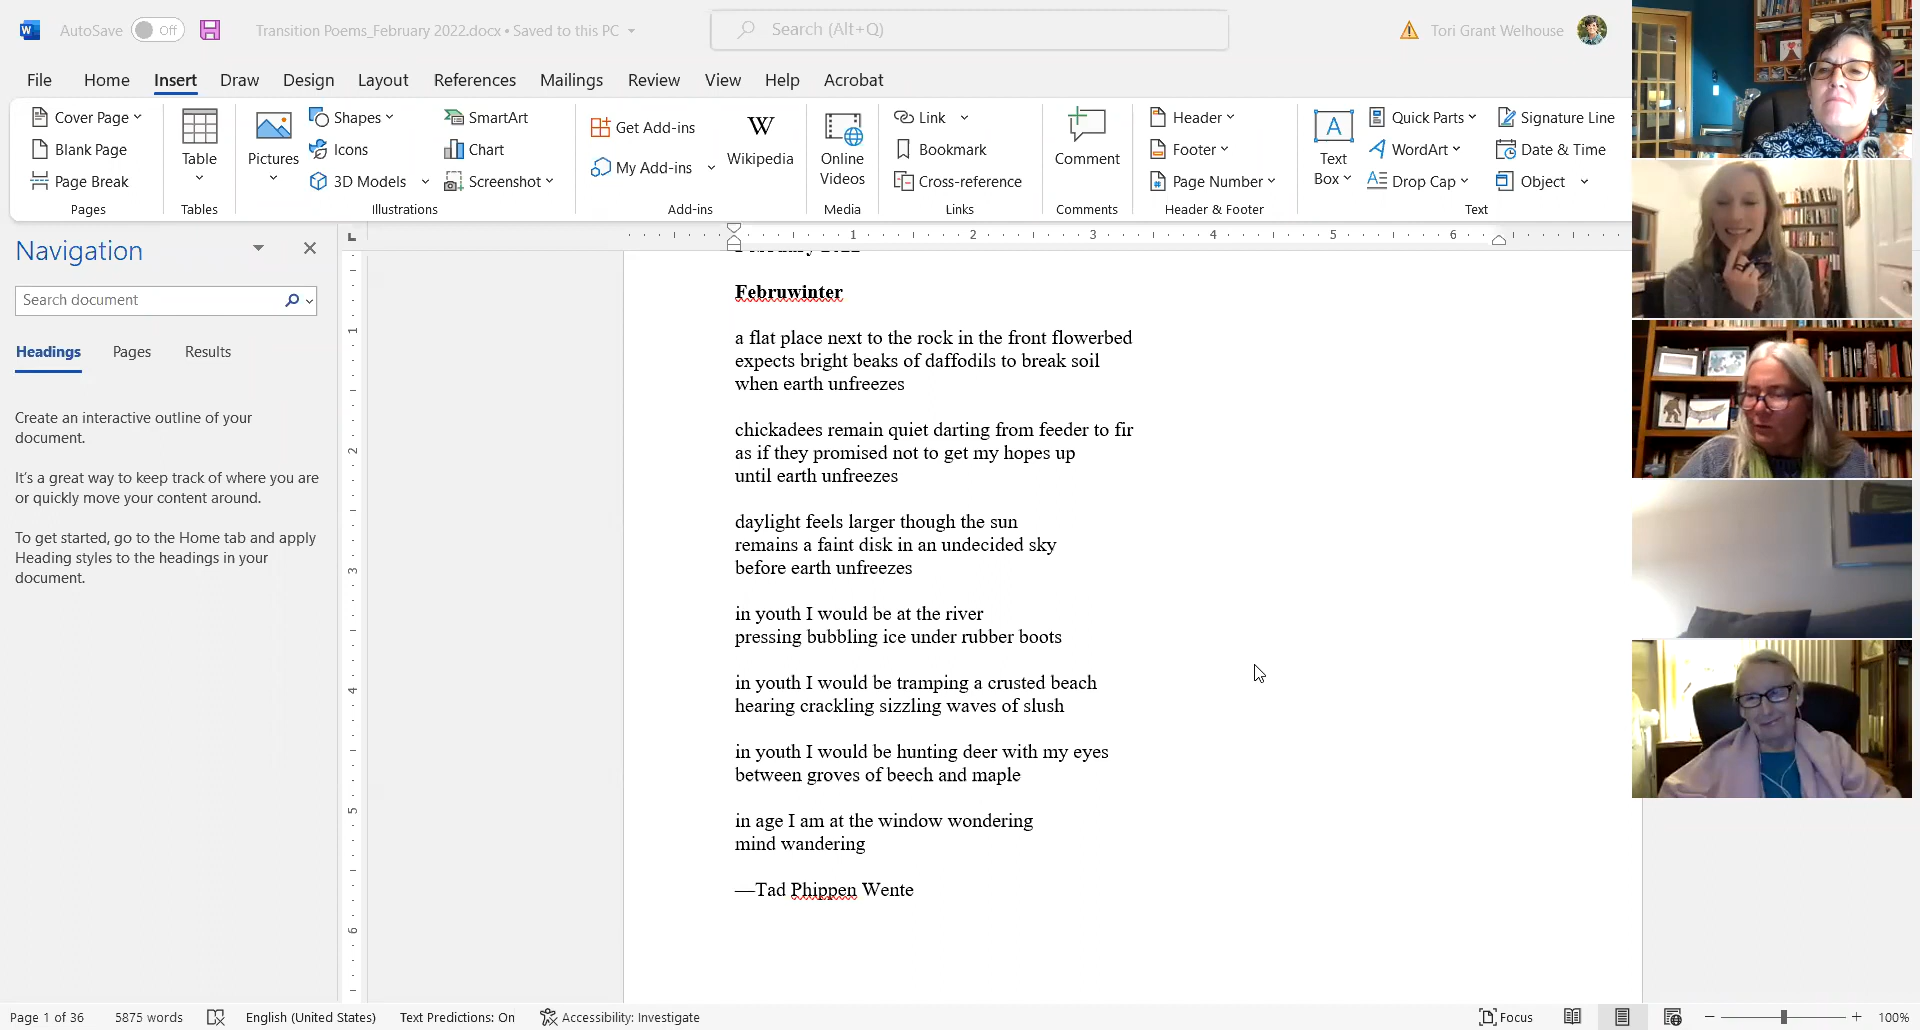 AutoSave Off Transition Poems_February 2022.docx • Saved to this PC Search (Alt+Q) Tori Grant Welhouse
File Home Insert Draw Design Layout References Mailings Review View Help Acrobat
Cover Page
Blank Page
Page Break
Pages
Table
Tables
Pictures
Shapes
Icons
3D Models
SmartArt
Chart
Screenshot
Illustrations
Get Add-ins
My Add-ins
Wikipedia
Add-ins
Online
Videos
Media
Link
Bookmark
Cross-reference
Links
Comment
Comments
Header
Footer
Page Number
Header & Footer
Text
Box
Quick Parts
WordArt
Drop Cap
Signature Line
Date & Time
Object
Text
1 2 3 4 5 6
Navigation
Search document
Headings Pages Results
Create an interactive outline of your
document.
It's a great way to keep track of where you are
or quickly move your content around.
To get started, go to the Home tab and apply
Heading styles to the headings in your
document.
1
2
3
4
5
6
Februwinter
a flat place next to the rock in the front flowerbed
expects bright beaks of daffodils to break soil
when earth unfreezes
chickadees remain quiet darting from feeder to fir
as if they promised not to get my hopes up
until earth unfreezes
daylight feels larger though the sun
remains a faint disk in an undecided sky
before earth unfreezes
in youth I would be at the river
pressing bubbling ice under rubber boots
in youth I would be tramping a crusted beach
hearing crackling sizzling waves of slush
in youth I would be hunting deer with my eyes
between groves of beech and maple
in age I am at the window wondering
mind wandering
—Tad Phippen Wente
Page 1 of 36 5875 words English (United States) Text Predictions: On Accessibility: Investigate Focus 100%